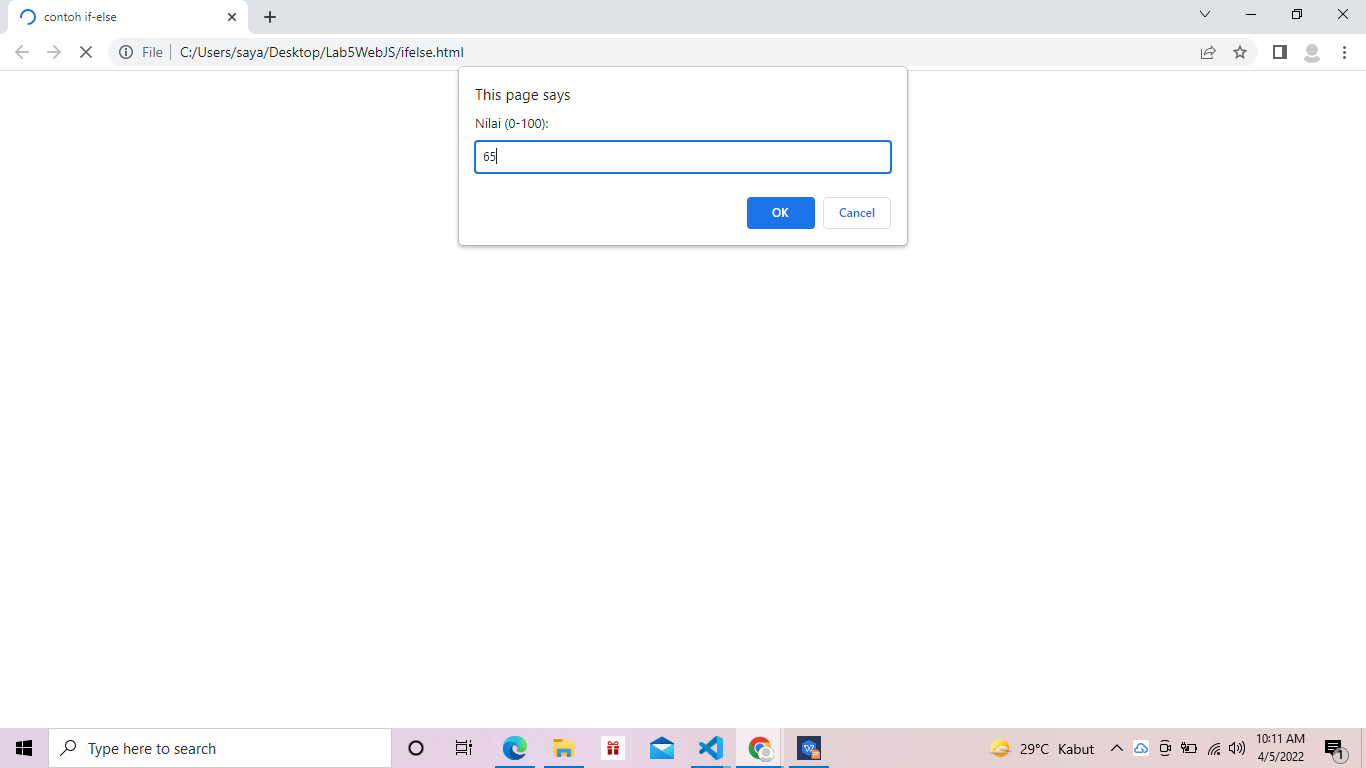 contoh if-else
File
C:/Users/saya/Desktop/Lab5WebJS/ifelse.html
This page says
Nilai (0-100):
65
OK
Cancel
Type here to search
29°C Kabut
10:11 AM
4/5/2022
1